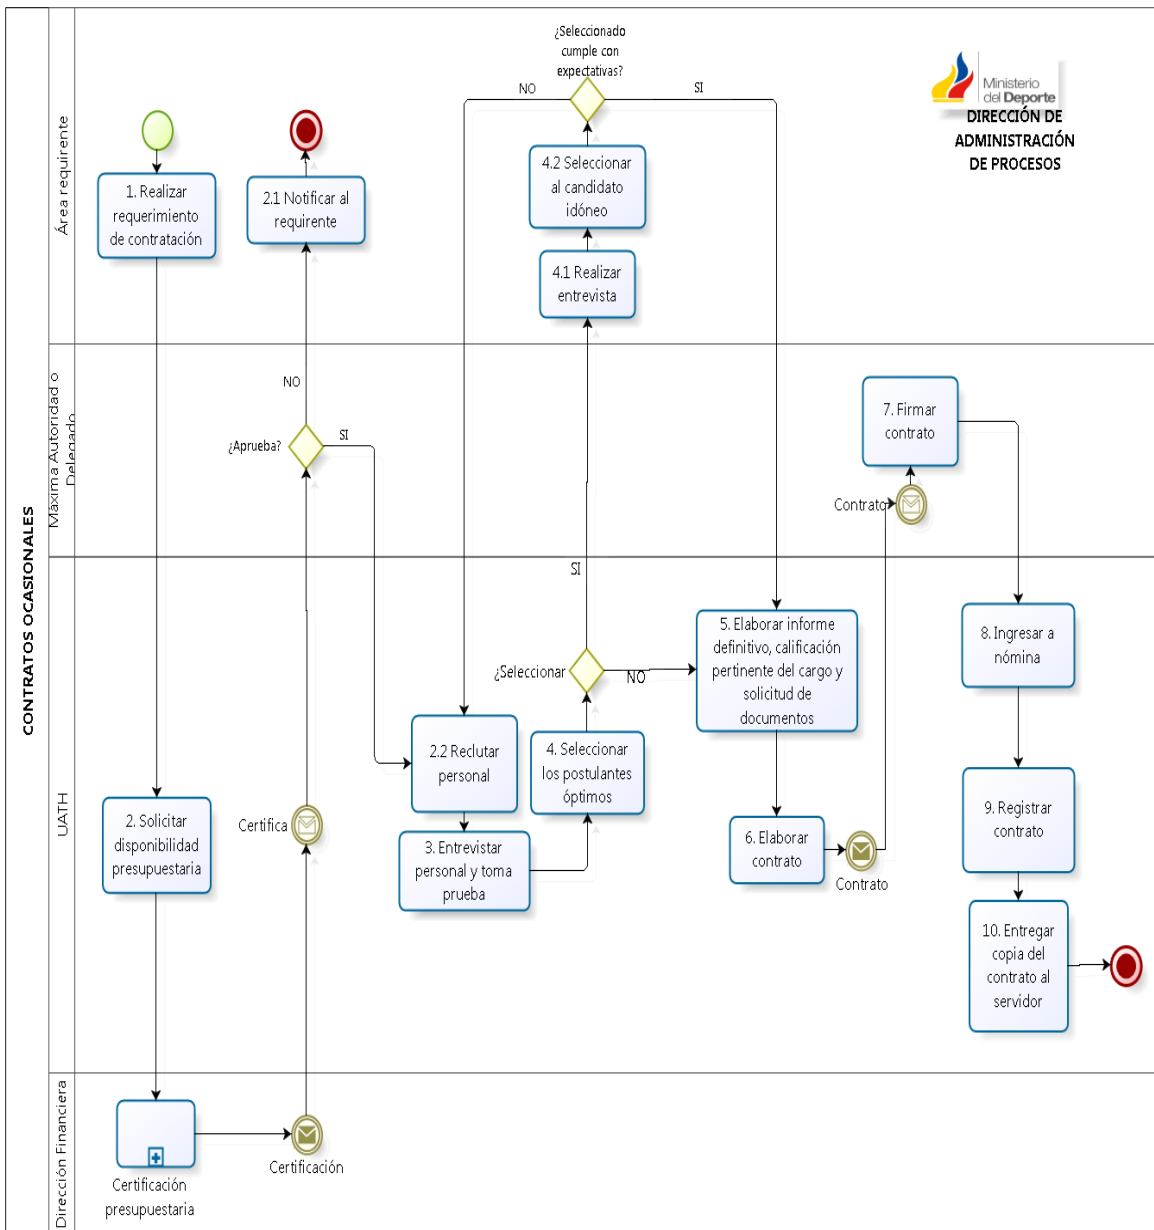 CONTRATOS OCASIONALES
Área requirente
Máxima Autoridad o
Delegado
UATH
Dirección Financiera
Ministerio
del Deporte
DIRECCIÓN DE
ADMINISTRACIÓN
DE PROCESOS
1. Realizar
requerimiento
de contratación
2.1 Notificar al
requirente
¿Seleccionado
cumple con
expectativas?
NO
SI
4.2 Seleccionar
al candidato
idóneo
4.1 Realizar
entrevista
NO
¿Aprueba?
SI
7. Firmar
contrato
Contrato
SI
¿Seleccionar
NO
5. Elaborar informe
definitivo, calificación
pertinente del cargo y
solicitud de
documentos
8. Ingresar a
nómina
2.2 Reclutar
personal
4. Seleccionar
los postulantes
óptimos
2. Solicitar
disponibilidad
presupuestaria
Certifica
3. Entrevistar
personal y toma
prueba
6. Elaborar
contrato
Contrato
9. Registrar
contrato
10. Entregar
copia del
contrato al
servidor
Certificación
presupuestaria
Certificación